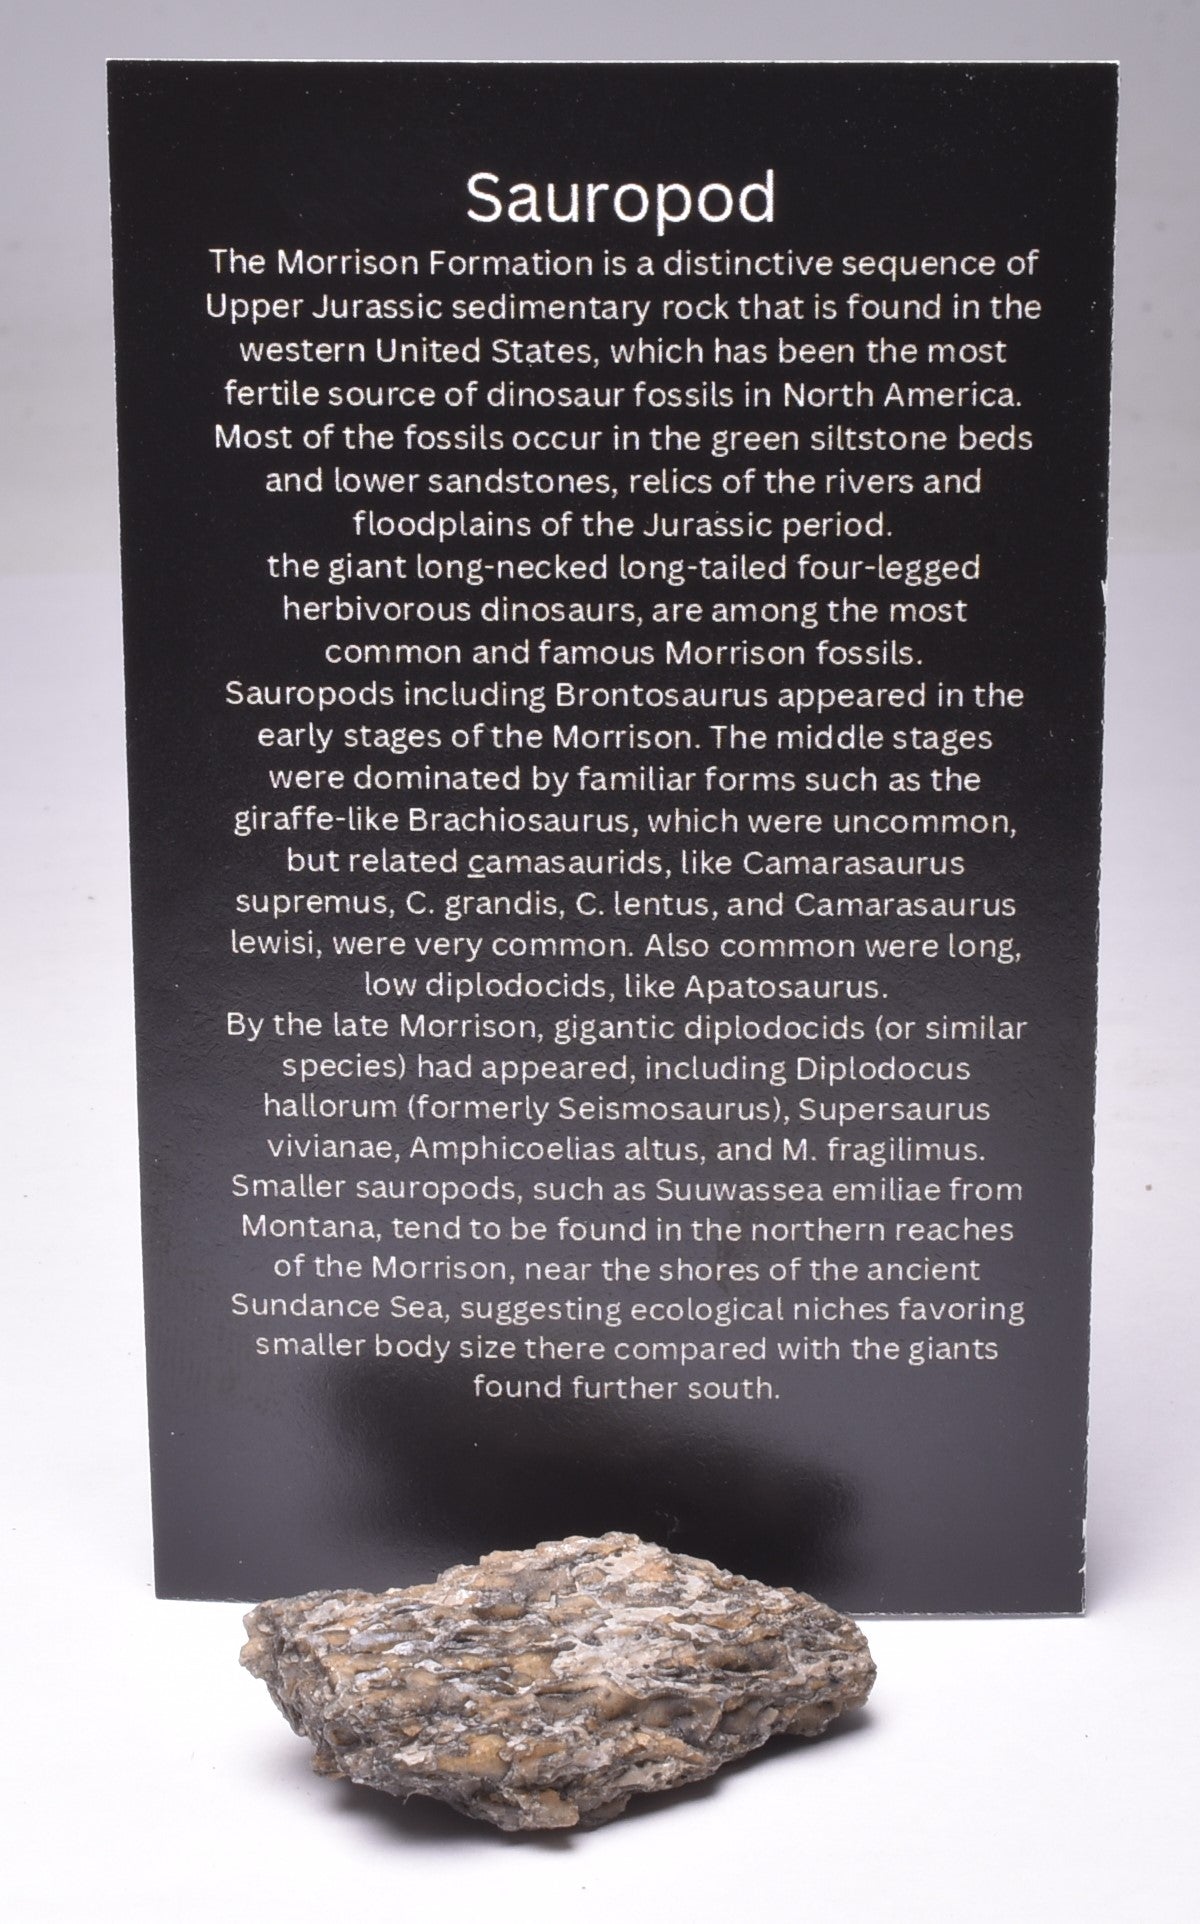 Sauropod
The Morrison Formation is a distinctive sequence of
Upper Jurassic sedimentary rock that is found in the
western United States, which has been the most
fertile source of dinosaur fossils in North America.
Most of the fossils occur in the green siltstone beds
and lower sandstones, relics of the rivers and
floodplains of the Jurassic period.
the giant long-necked long-tailed four-legged
herbivorous dinosaurs, are among the most
common and famous Morrison fossils.
Sauropods including Brontosaurus appeared in the
early stages of the Morrison. The middle stages
were dominated by familiar forms such as the
giraffe-like Brachiosaurus, which were uncommon,
but related camasaurids, like Camarasaurus
supremus, C. grandis, C. lentus, and Camarasaurus
lewisi, were very common. Also common were long,
low diplodocids, like Apatosaurus.
By the late Morrison, gigantic diplodocids (or similar
species) had appeared, including Diplodocus
hallorum (formerly Seismosaurus), Supersaurus
vivianae, Amphicoelias altus, and M. fragilimus.
Smaller sauropods, such as Suuwassea emiliae from
Montana, tend to be found in the northern reaches
of the Morrison, near the shores of the ancient
Sundance Sea, suggesting ecological niches favoring
smaller body size there compared with the giants
found further south.